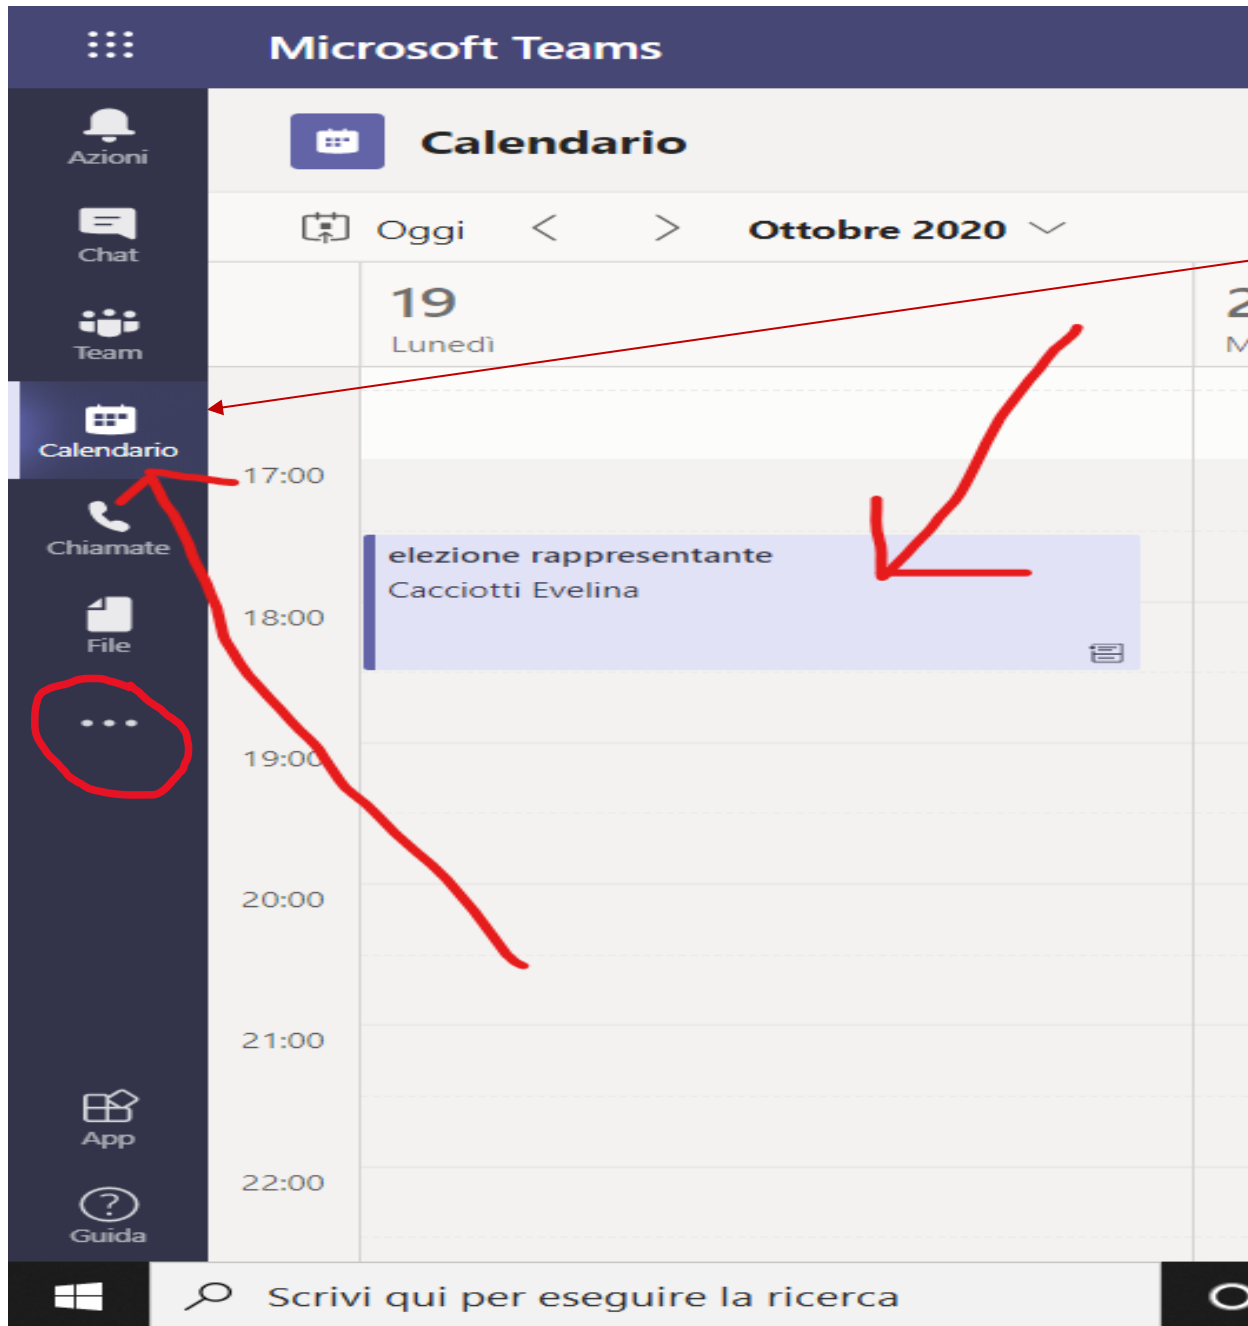 Microsoft Teams
Azioni
Chat
Team
Calendario
Chiamate
File
App
Guida
Calendario
Oggi
Ottobre 2020
19
Lunedì
2
M
17:00
elezione rappresentante
Cacciotti Evelina
18:00
19:00
20:00
21:00
22:00
Scrivi qui per eseguire la ricerca